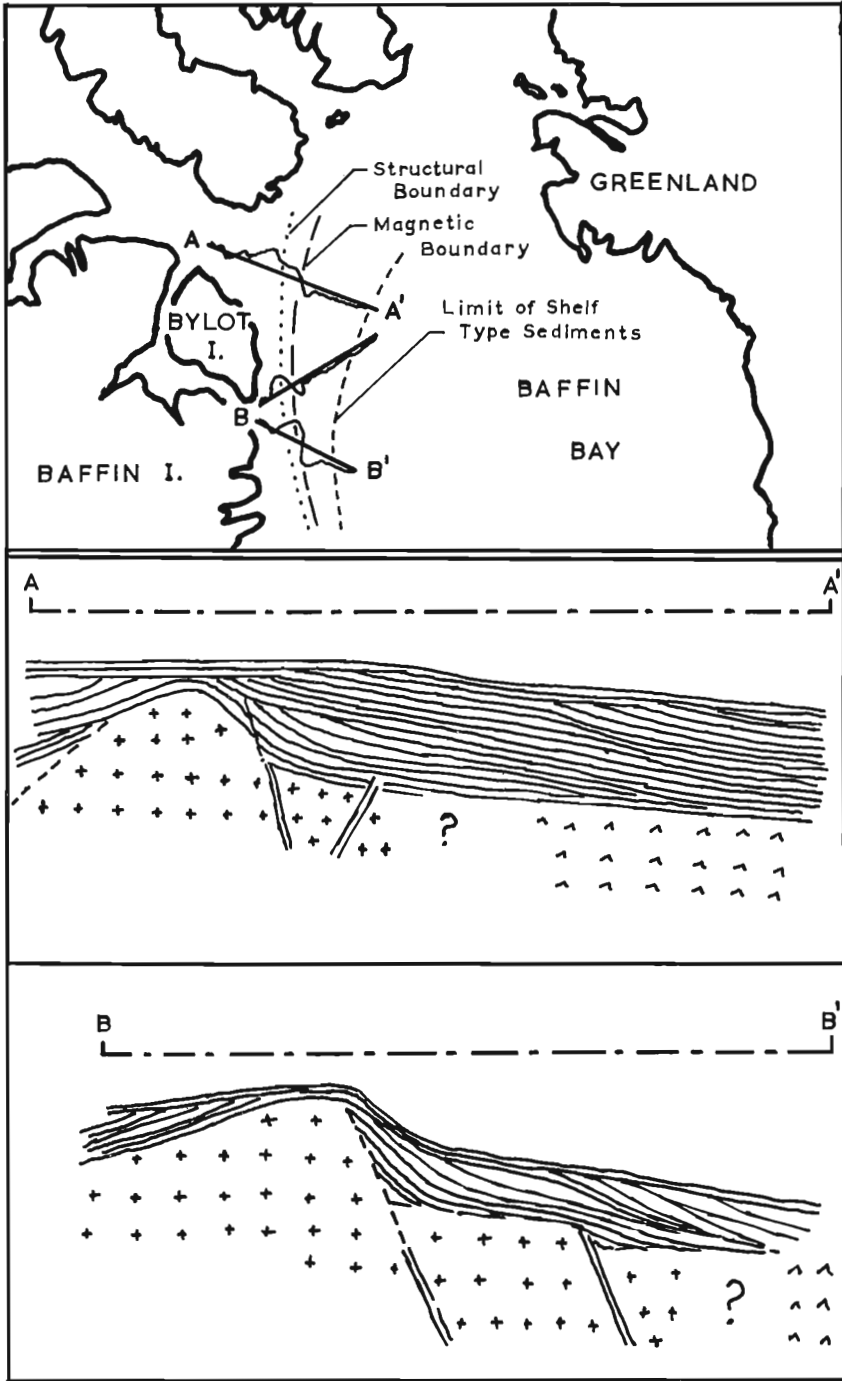 Structural
Boundary
GREENLAND
Magnetic
Boundary
A
A'
Limit of Shelf
Type Sediments
BYLOT
I.
BAFFIN
BAY
B
B'
BAFFIN I.
A
A'
?
B
B'
?